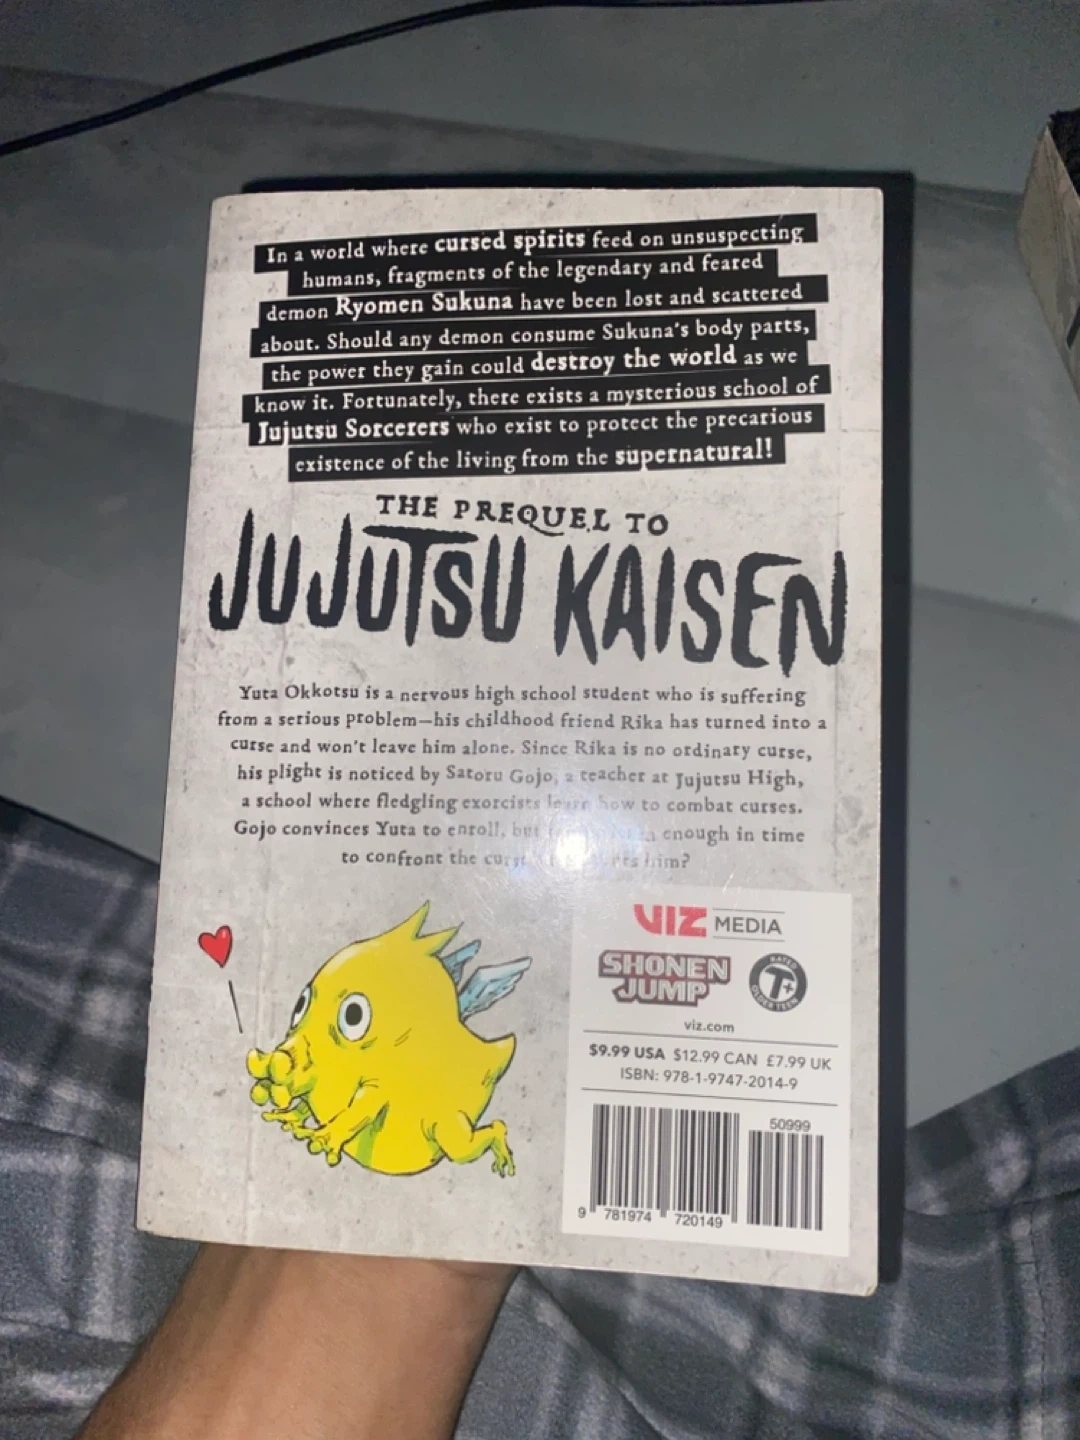 In a world where cursed spirits feed on unsuspecting
humans, fragments of the legendary and feared
demon Ryomen Sukuna have been lost and scattered
about. Should any demon consume Sukuna's body parts,
the power they gain could destroy the world as we
know it. Fortunately, there exists a mysterious school of
Jujutsu Sorcerers who exist to protect the precarious
existence of the living from the supernatural!
THE PREQUEL TO
JUJUTSU KAISEN
Yuta Okkotsu is a nervous high school student who is suffering
from a serious problem—his childhood friend Rika has turned into a
curse and won't leave him alone. Since Rika is no ordinary curse,
his plight is noticed by Satoru Gojo, a teacher at Jujutsu High,
a school where fledgling exorcists learn how to combat curses.
Gojo convinces Yuta to enroll, but enough in time
to confront the him?
VIZ MEDIA
SHONEN
JUMP
RATED
T+
OLDER TEEN
viz.com
$9.99 USA $12.99 CAN £7.99 UK
ISBN: 978-1-9747-2014-9
50999
9 781974 720149